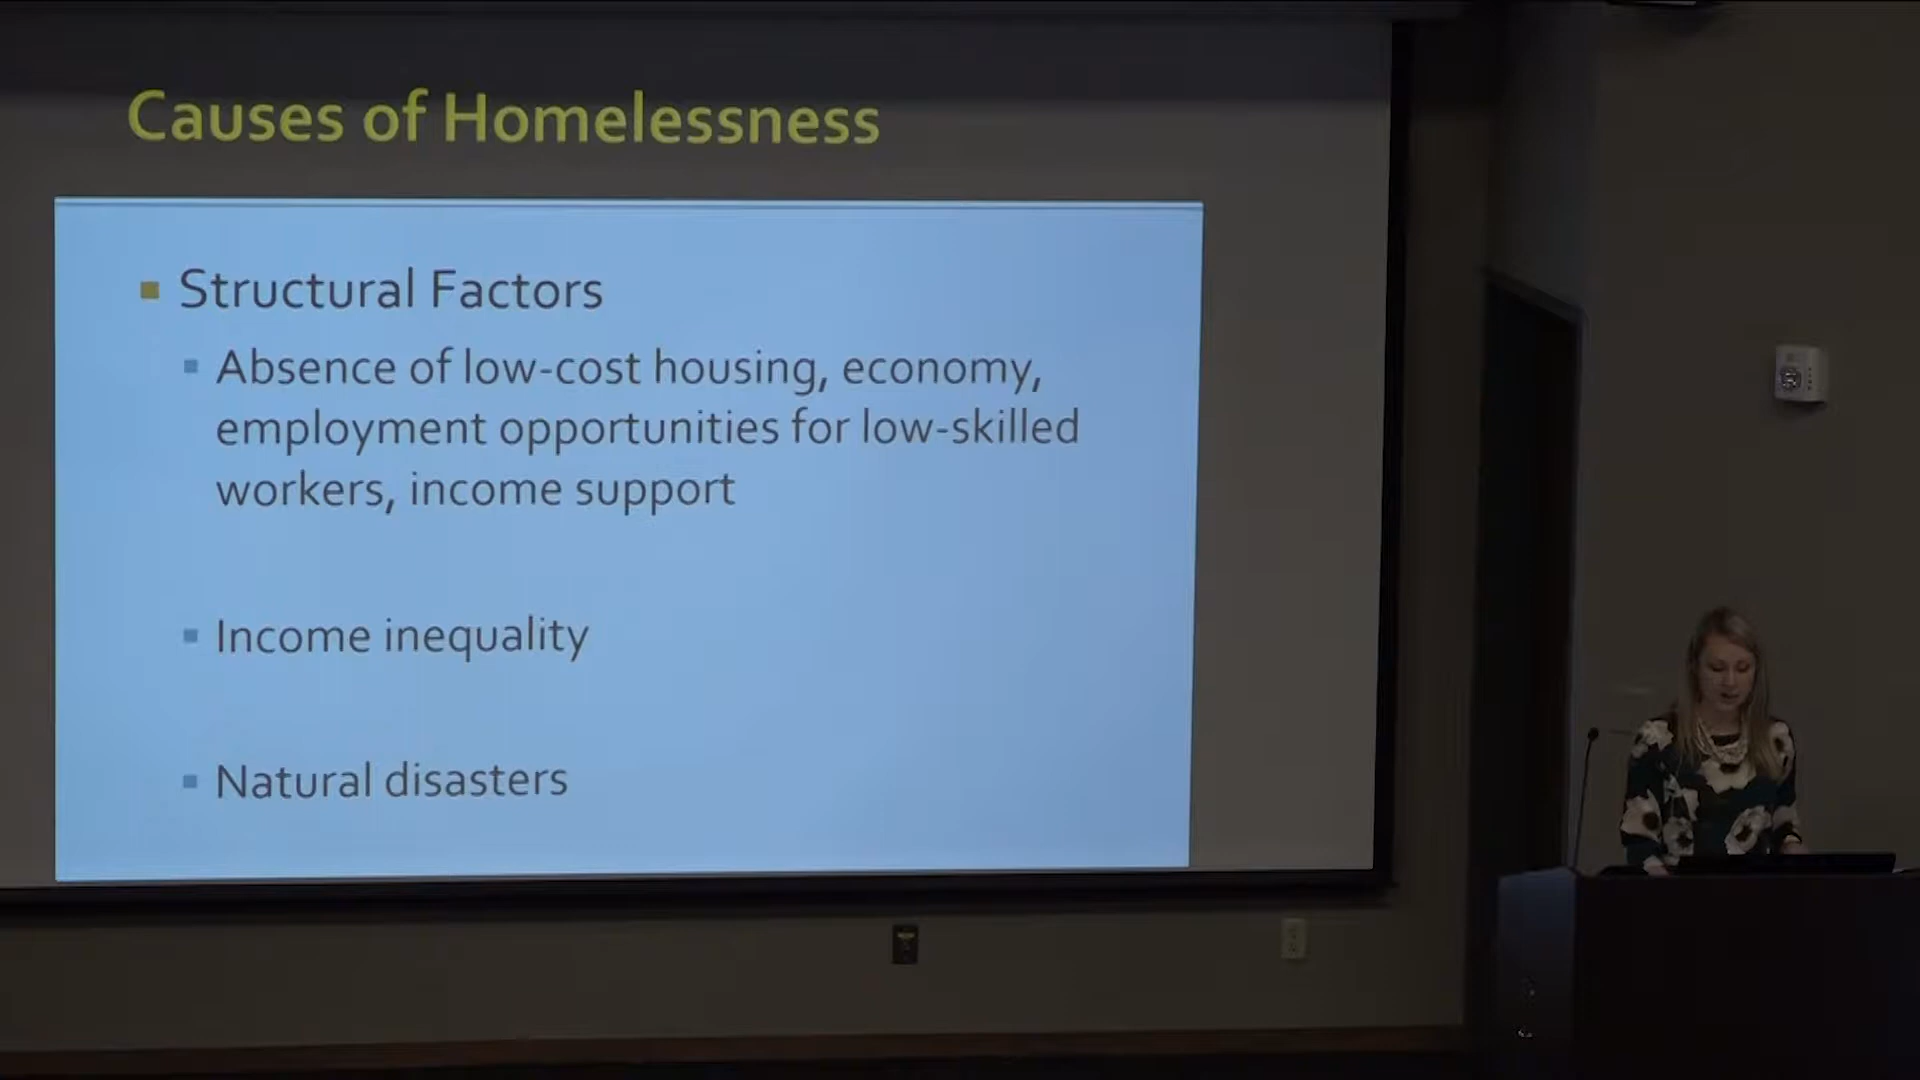 Causes of Homelessness
Structural Factors
Absence of low-cost housing, economy,
employment opportunities for low-skilled
workers, income support
Income inequality
Natural disasters